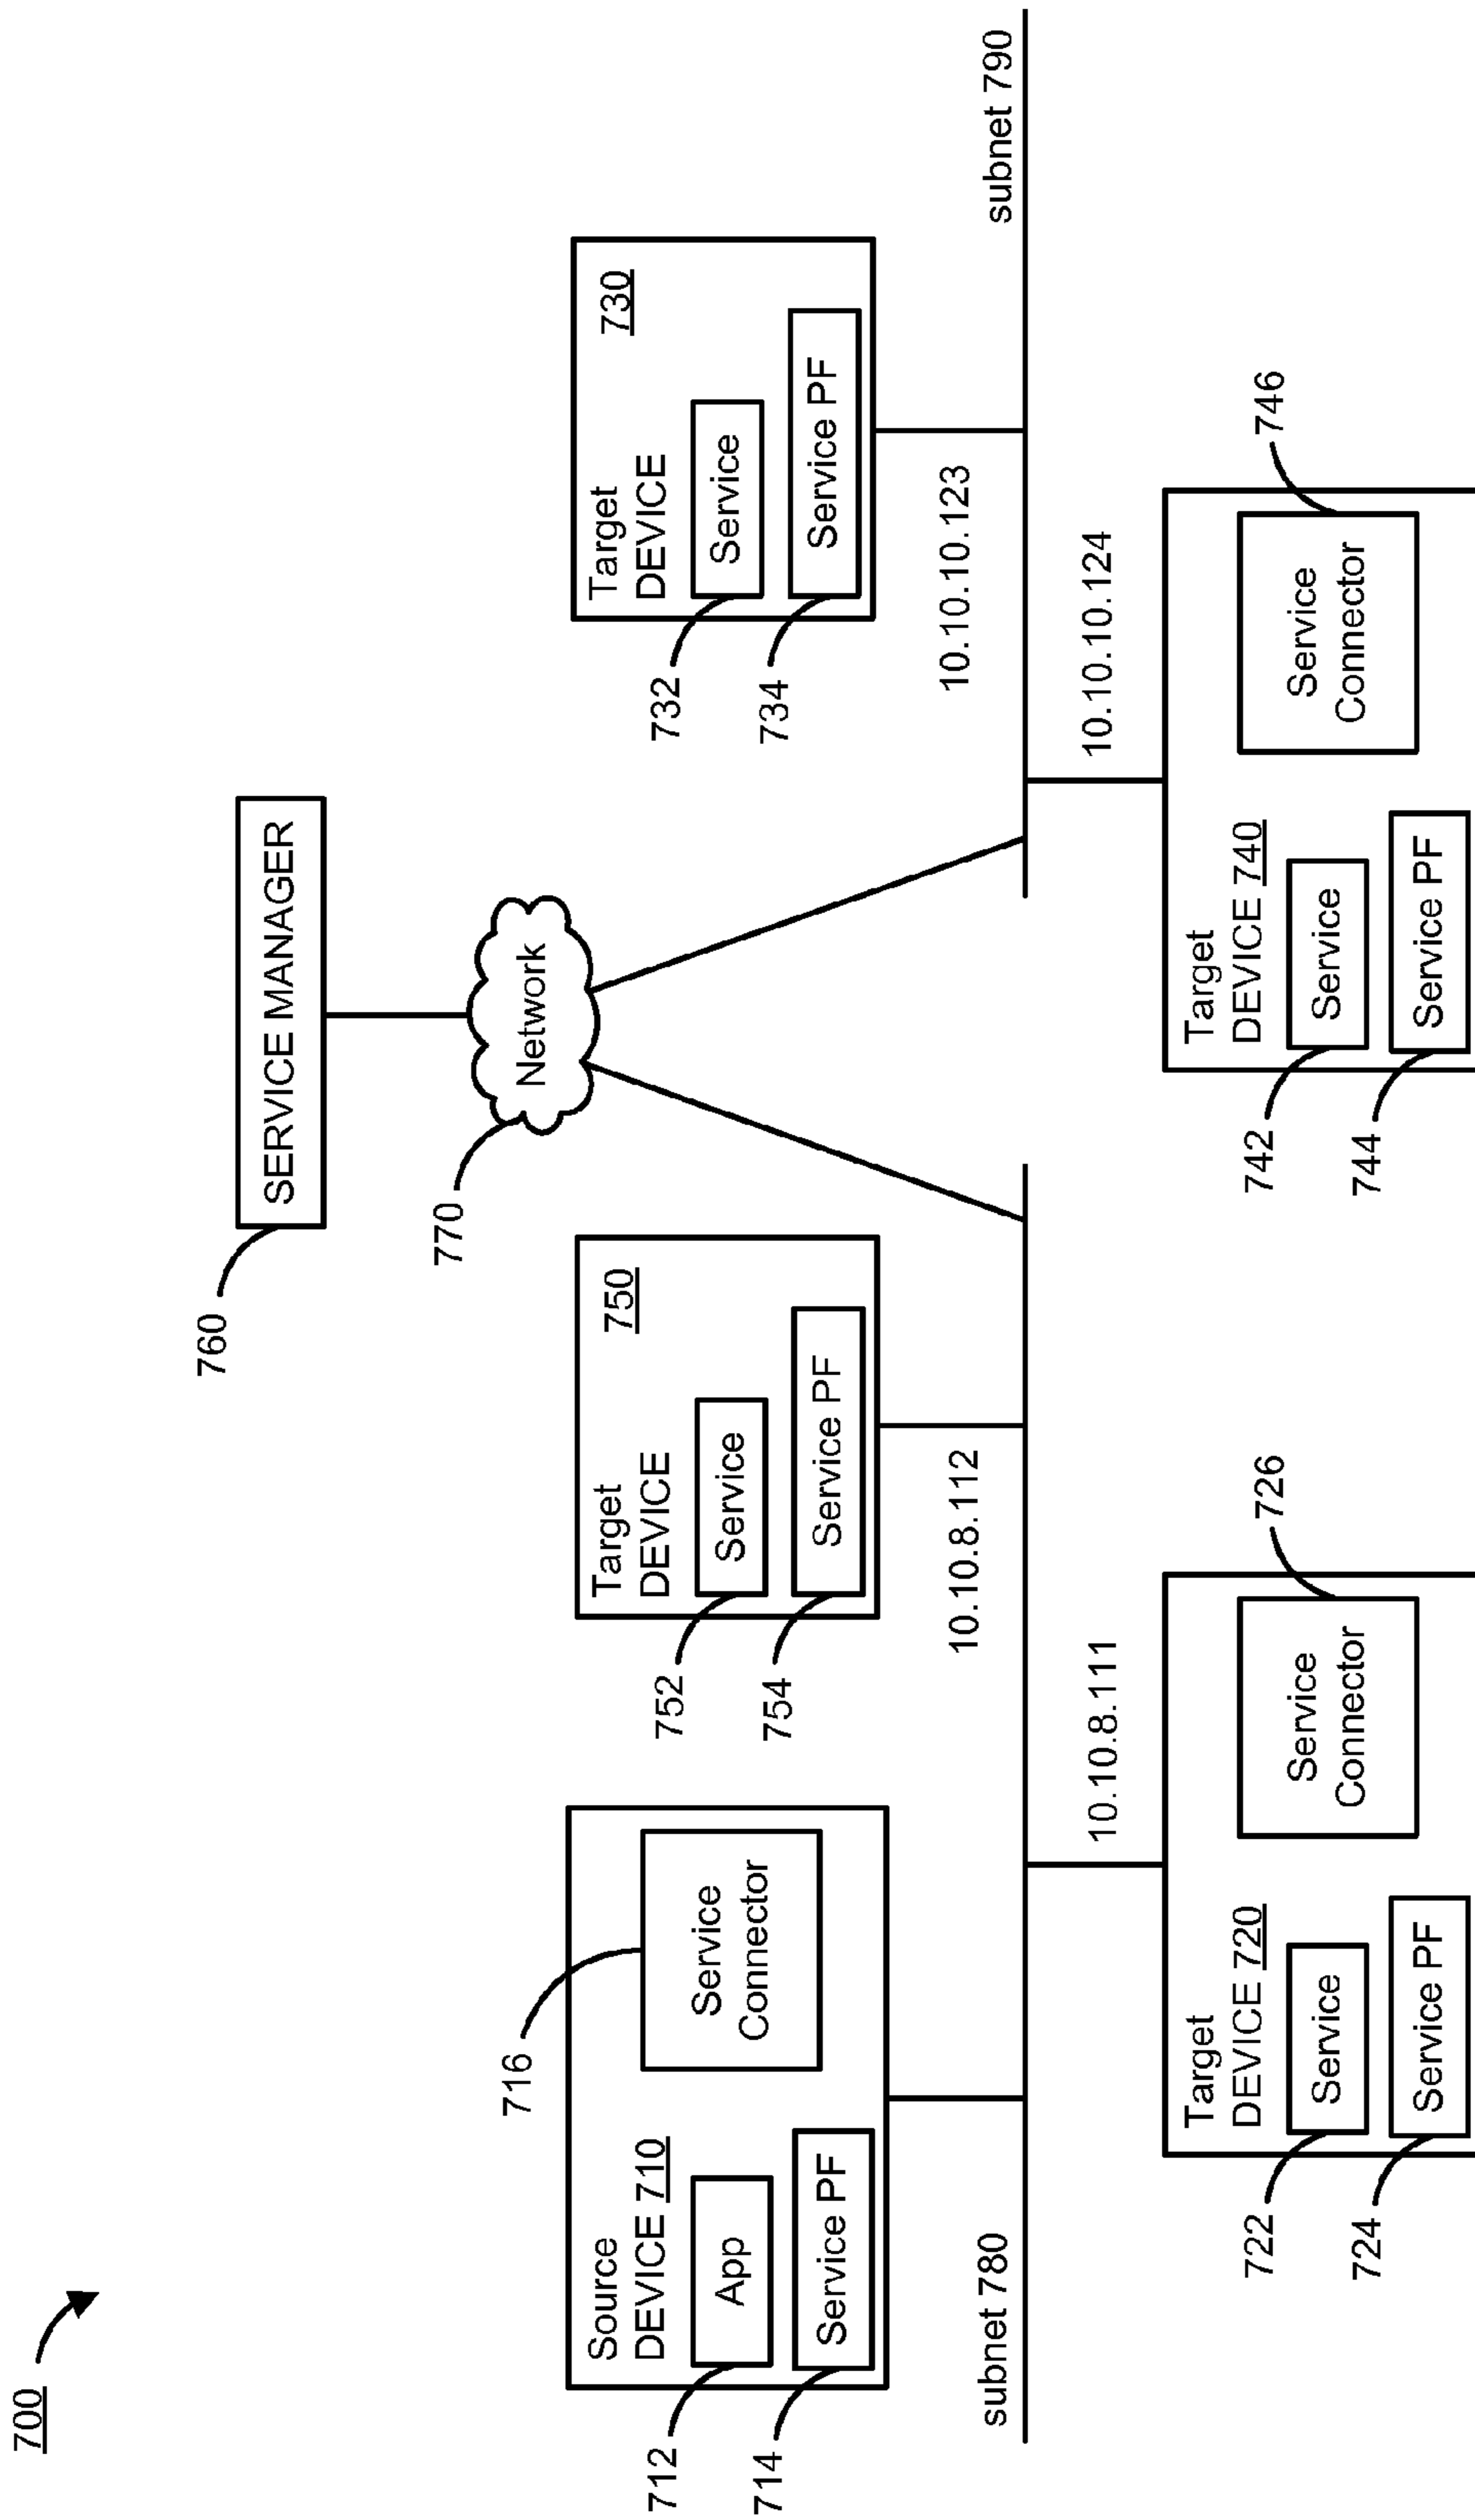 700
SERVICE MANAGER
760
Network
770
Source
DEVICE 710
App
Service PF
Service
Connector
712
714
716
Target
DEVICE
750
Service
Service PF
752
754
10.10.8.112
Target
DEVICE
730
Service
Service PF
732
734
10.10.10.123
subnet 780
subnet 790
10.10.8.111
Target
DEVICE 720
Service
Service PF
Service
Connector
722
724
726
10.10.10.124
Target
DEVICE 740
Service
Service PF
Service
Connector
742
744
746